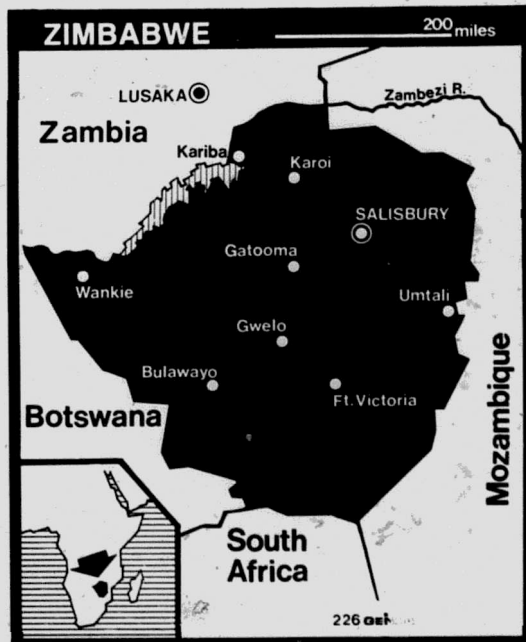 ZIMBABWE
200 miles
LUSAKA
Zambezi R.
Zambia
Kariba
Karoi
SALISBURY
Gatooma
Wankie
Umtali
Gwelo
Bulawayo
Ft. Victoria
Botswana
Mozambique
South
Africa
226 GEI